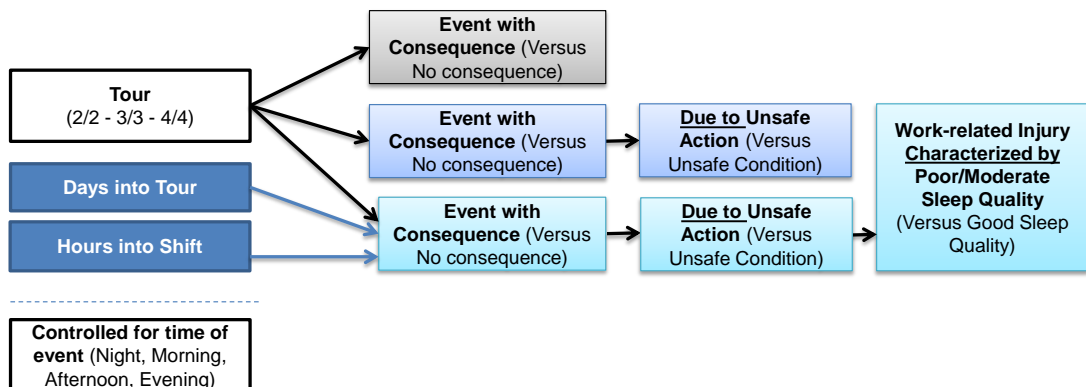 Event with
Consequence (Versus
No consequence)
Tour
(2/2 - 3/3 - 4/4)
Event with
Consequence (Versus
No consequence)
Due to Unsafe
Action (Versus
Unsafe Condition)
Work-related Injury
Characterized by
Poor/Moderate
Sleep Quality
(Versus Good Sleep
Quality)
Days into Tour
Hours into Shift
Event with
Consequence (Versus
No consequence)
Due to Unsafe
Action (Versus
Unsafe Condition)
Controlled for time of
event (Night, Morning,
Afternoon, Evening)